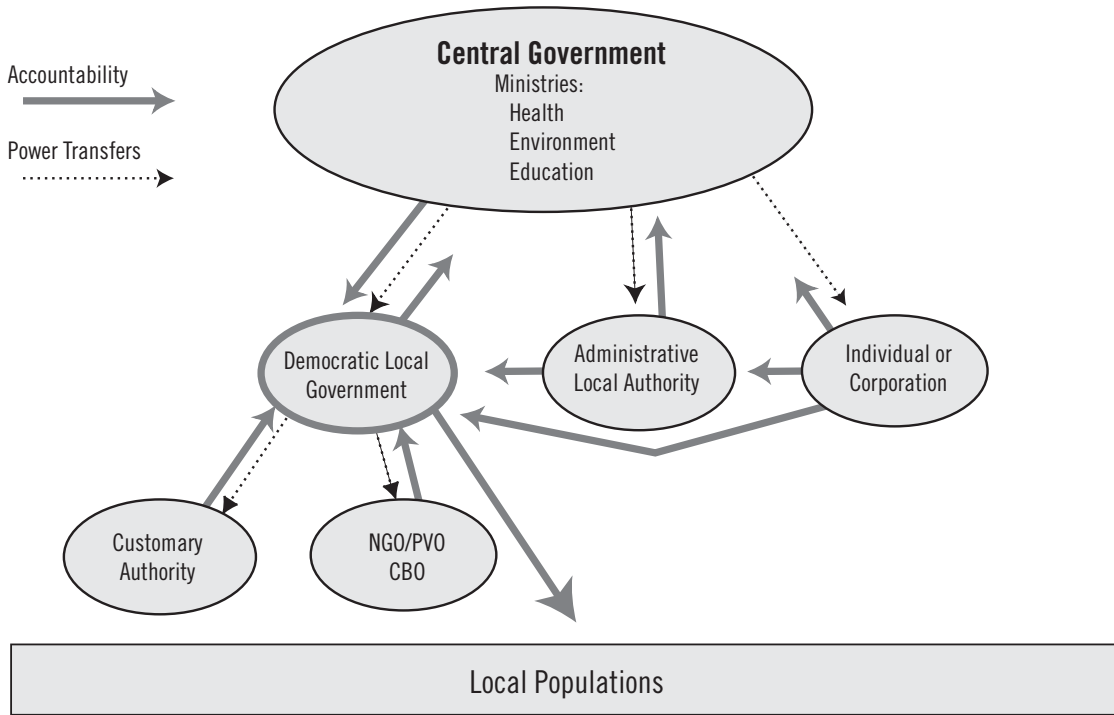 Accountability
Power Transfers
Central Government
Ministries:
Health
Environment
Education
Democratic Local
Government
Administrative
Local Authority
Individual or
Corporation
Customary
Authority
NGO/PVO
CBO
Local Populations